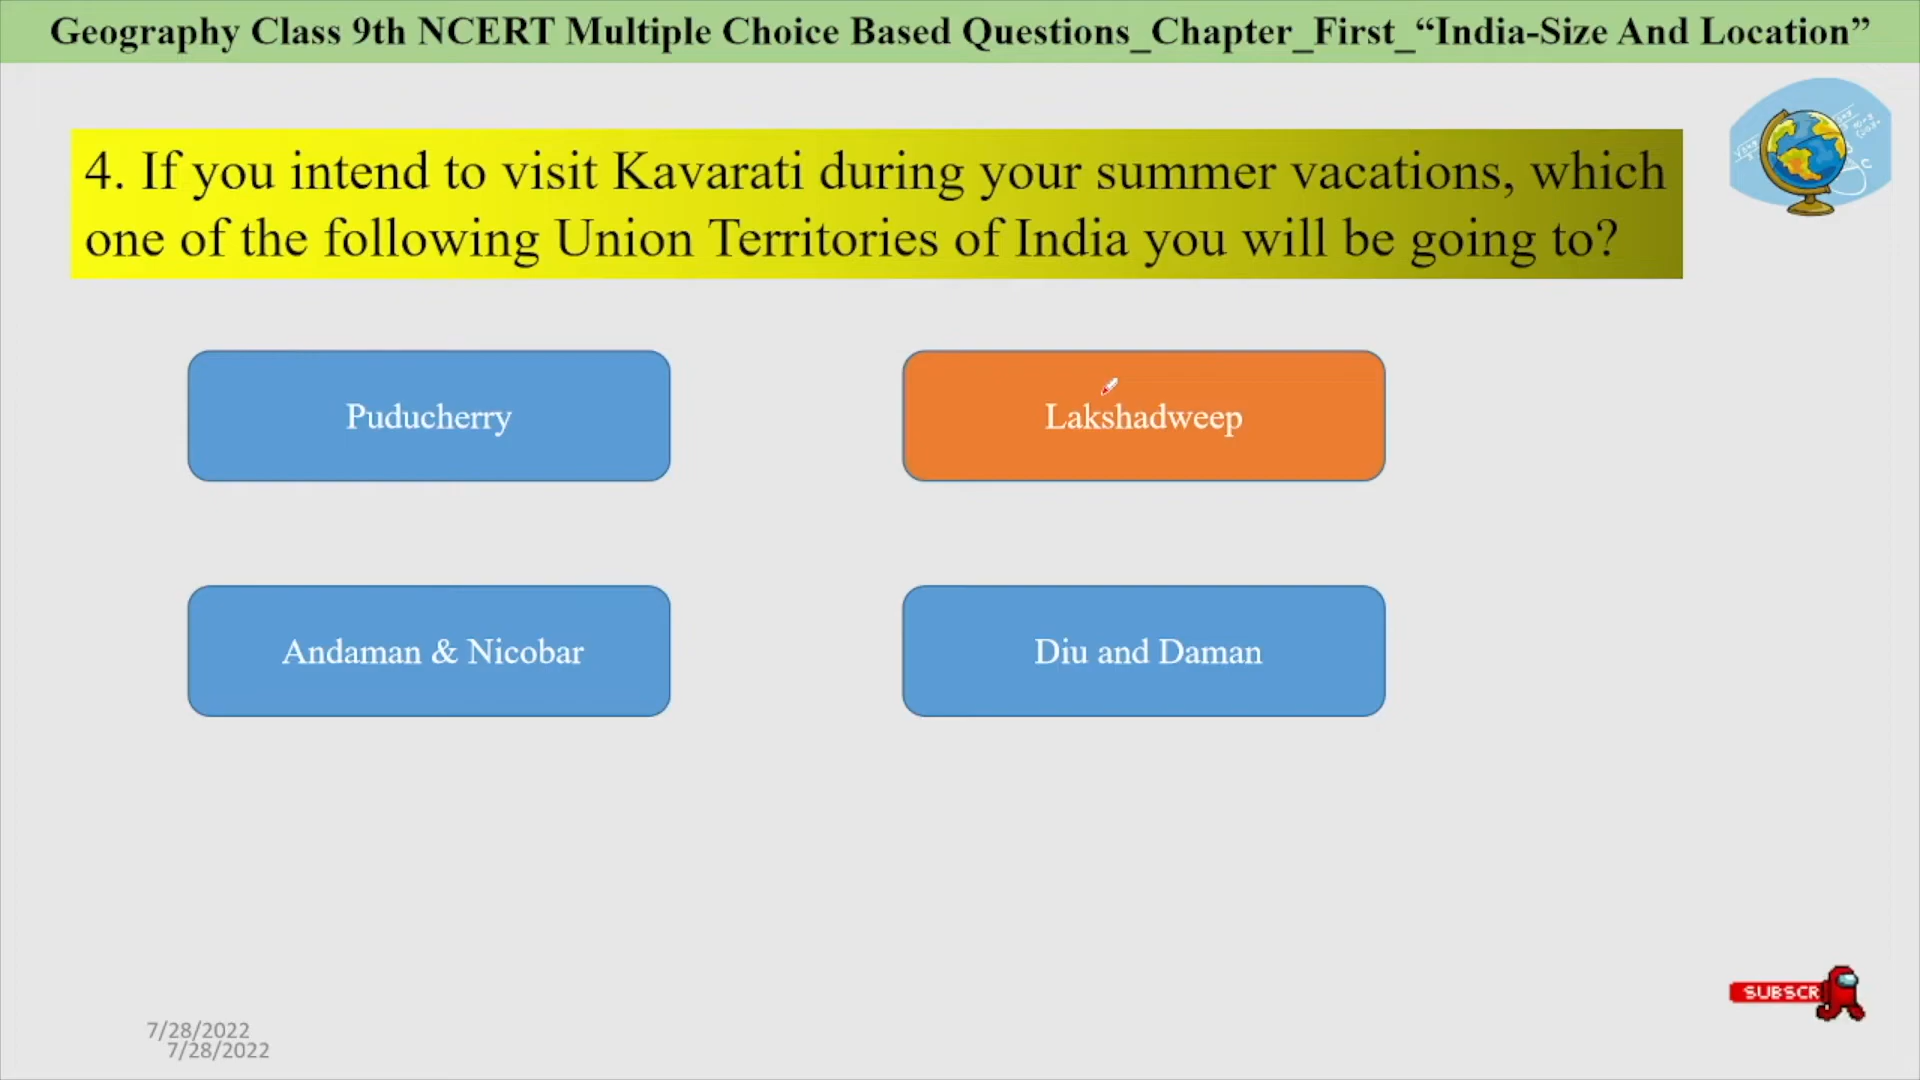 Geography Class 9th NCERT Multiple Choice Based Questions_Chapter_First_“India-Size And Location”
4. If you intend to visit Kavarati during your summer vacations, which
one of the following Union Territories of India you will be going to?
Puducherry
Lakshadweep
Andaman & Nicobar
Diu and Daman
SUBSCR
7/28/2022
7/28/2022